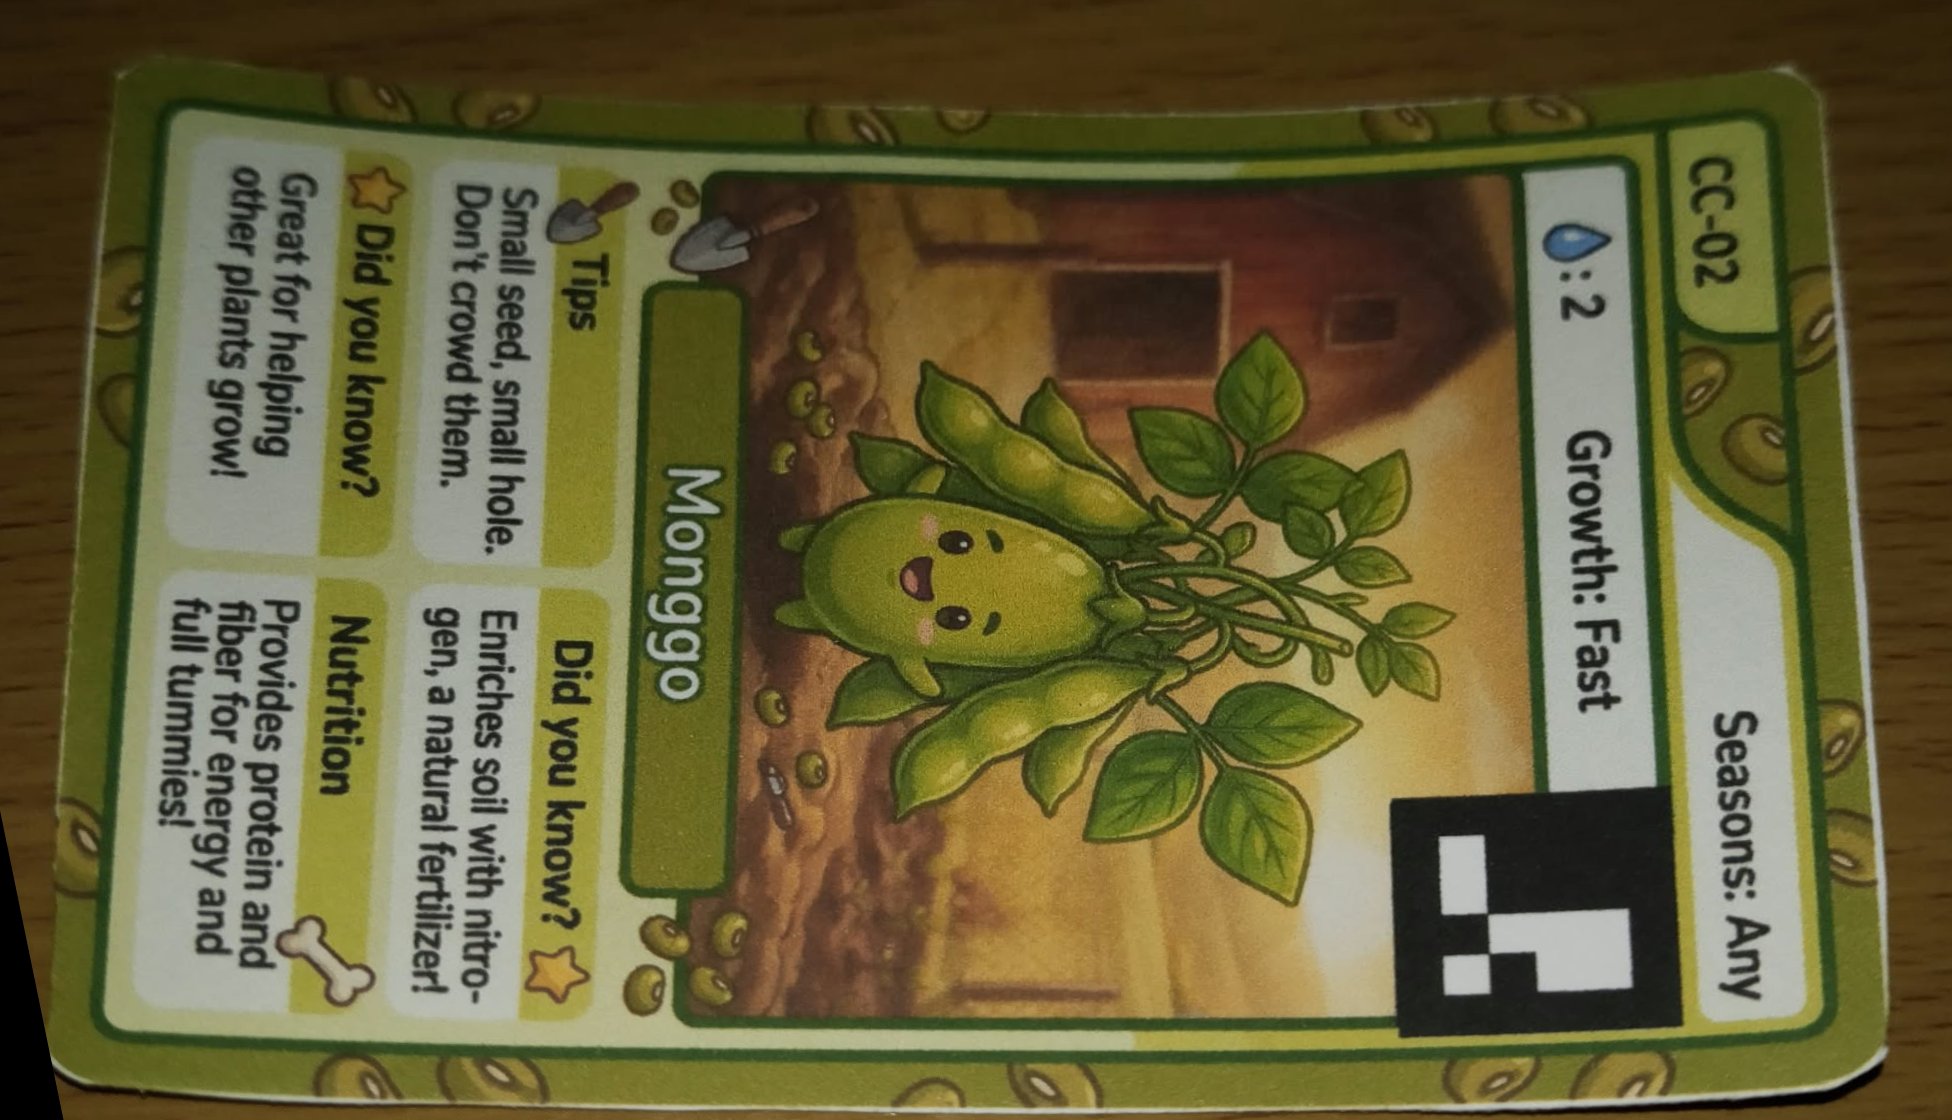 CC-02
Seasons: Any
: 2
Growth: Fast
Monggo
Tips
Small seed, small hole.
Don't crowd them.
Did you know?
Enriches soil with nitro-
gen, a natural fertilizer!
Did you know?
Great for helping
other plants grow!
Nutrition
Provides protein and
fiber for energy and
full tummies!